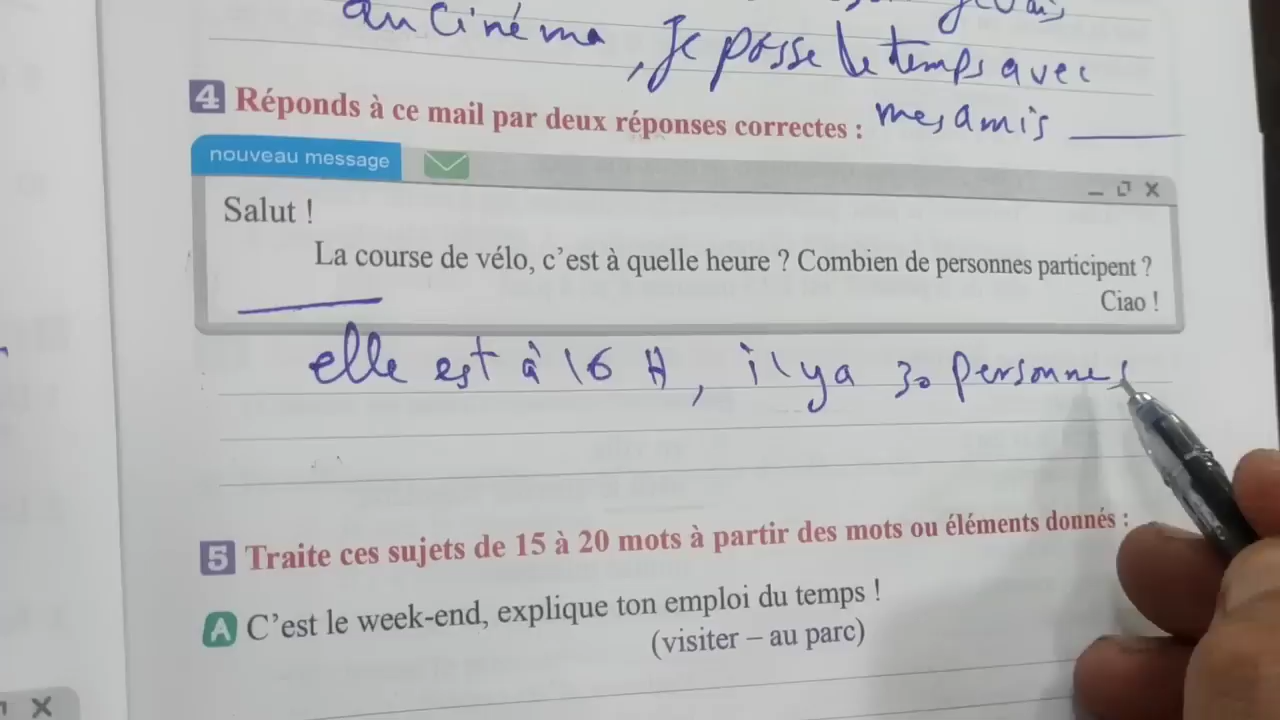 au Cinéma, Je passe le temps avec
4 Réponds à ce mail par deux réponses correctes : mes amis
nouveau message
Salut !
La course de vélo, c'est à quelle heure ? Combien de personnes participent ?
Ciao !
elle est à 16 H, il ya 30 personnes
5 Traite ces sujets de 15 à 20 mots à partir des mots ou éléments donnés :
A C'est le week-end, explique ton emploi du temps !
(visiter – au parc)